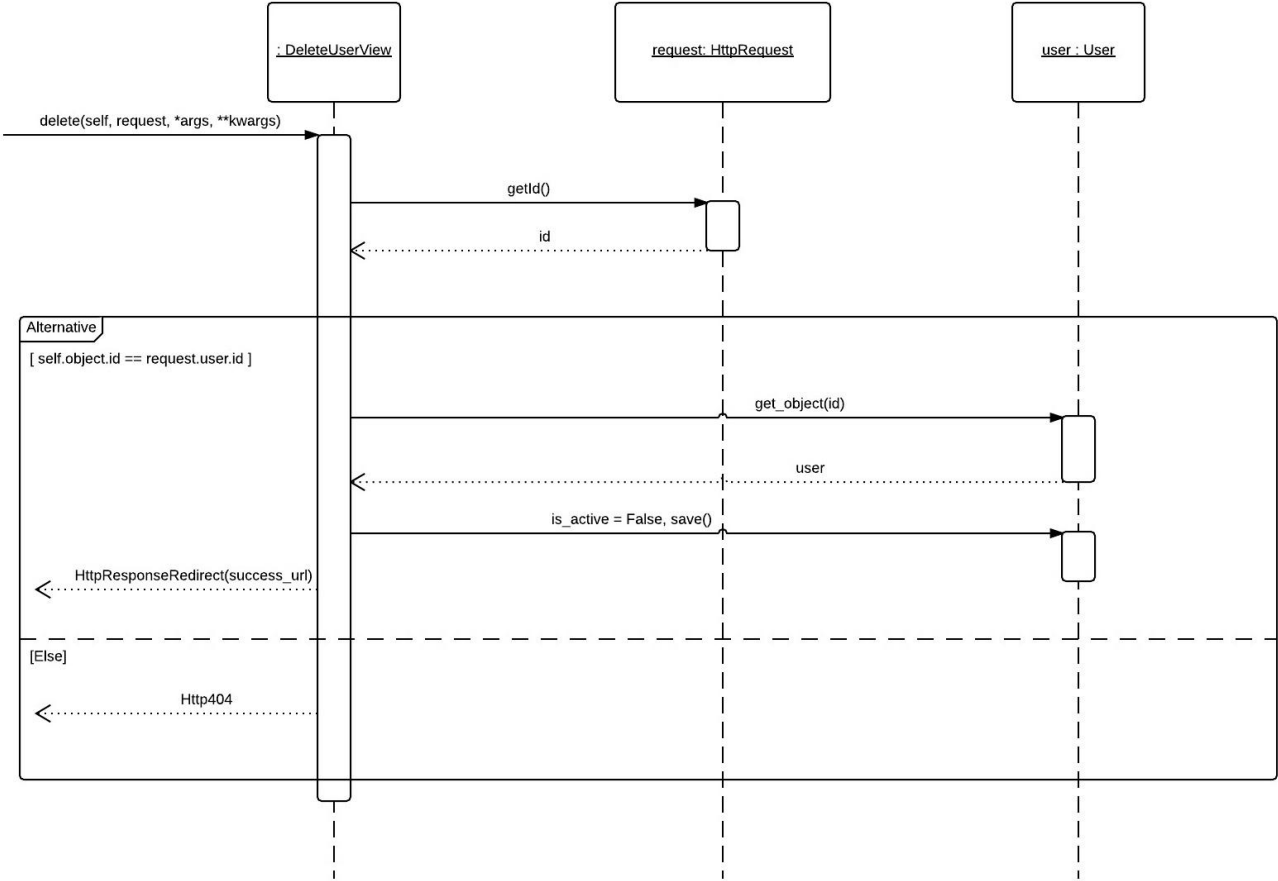 : DeleteUserView
request: HttpRequest
user : User
delete(self, request, *args, **kwargs)
getId()
id
Alternative
[ self.object.id == request.user.id ]
get_object(id)
user
is_active = False, save()
HttpResponseRedirect(success_url)
[Else]
Http404